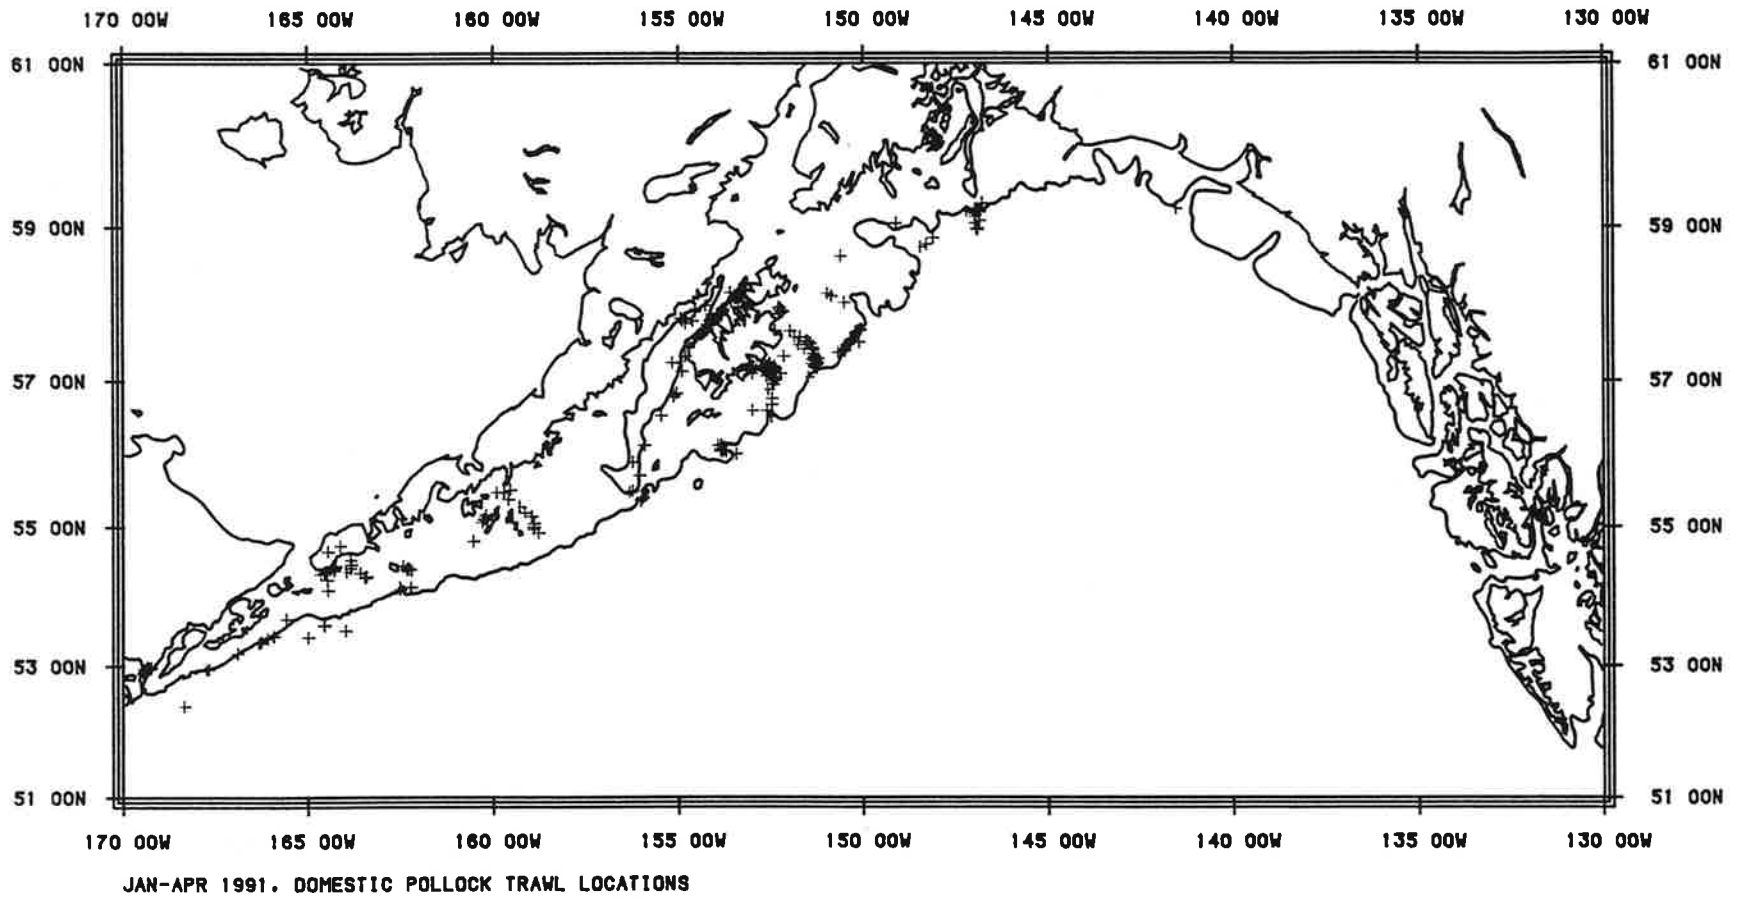 170 00W 165 00W 160 00W 155 00W 150 00W 145 00W 140 00W 135 00W 130 00W
61 00N 61 00N
59 00N 59 00N
57 00N 57 00N
55 00N 55 00N
53 00N 53 00N
51 00N 51 00N
170 00W 165 00W 160 00W 155 00W 150 00W 145 00W 140 00W 135 00W 130 00W
JAN-APR 1991. DOMESTIC POLLOCK TRAWL LOCATIONS